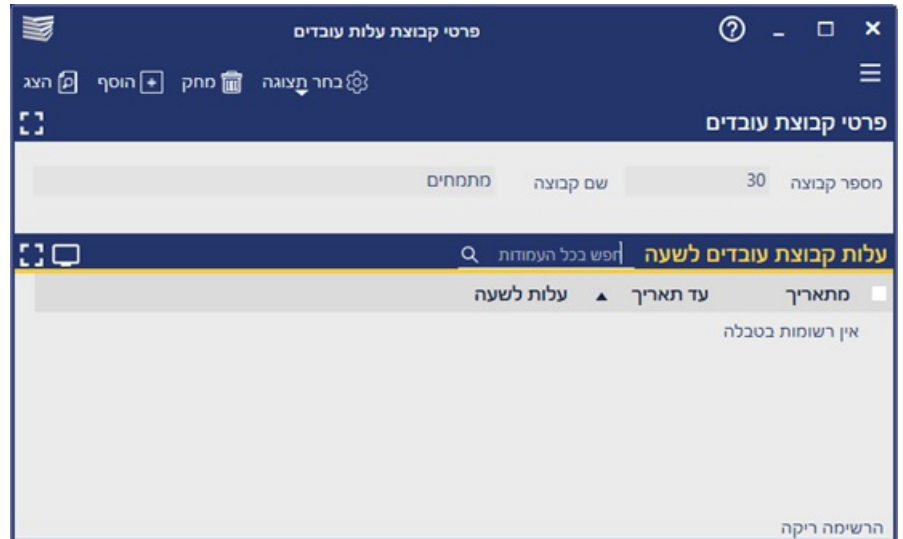 פרטי קבוצת עלות עובדים
בחר תצוגה מחק הוסף הצג
פרטי קבוצת עובדים
מספר קבוצה 30 שם קבוצה מתמחים
עלות קבוצת עובדים לשעה חפש בכל העמודות
מתאריך עד תאריך עלות לשעה
אין רשומות בטבלה
הרשימה ריקה